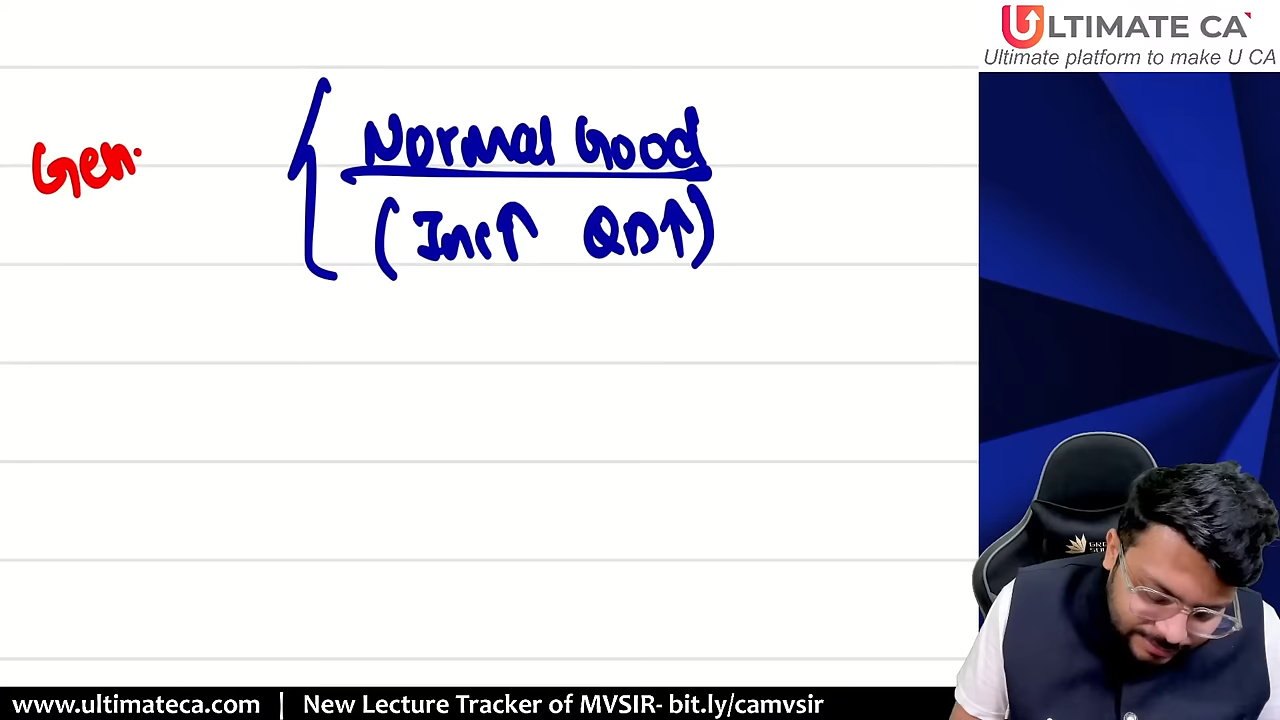 ULTIMATE CA
Ultimate platform to make U CA
Gen.
Normal Good
(Inc↑ QD↑)
www.ultimateca.com | New Lecture Tracker of MVSIR- bit.ly/camvsir